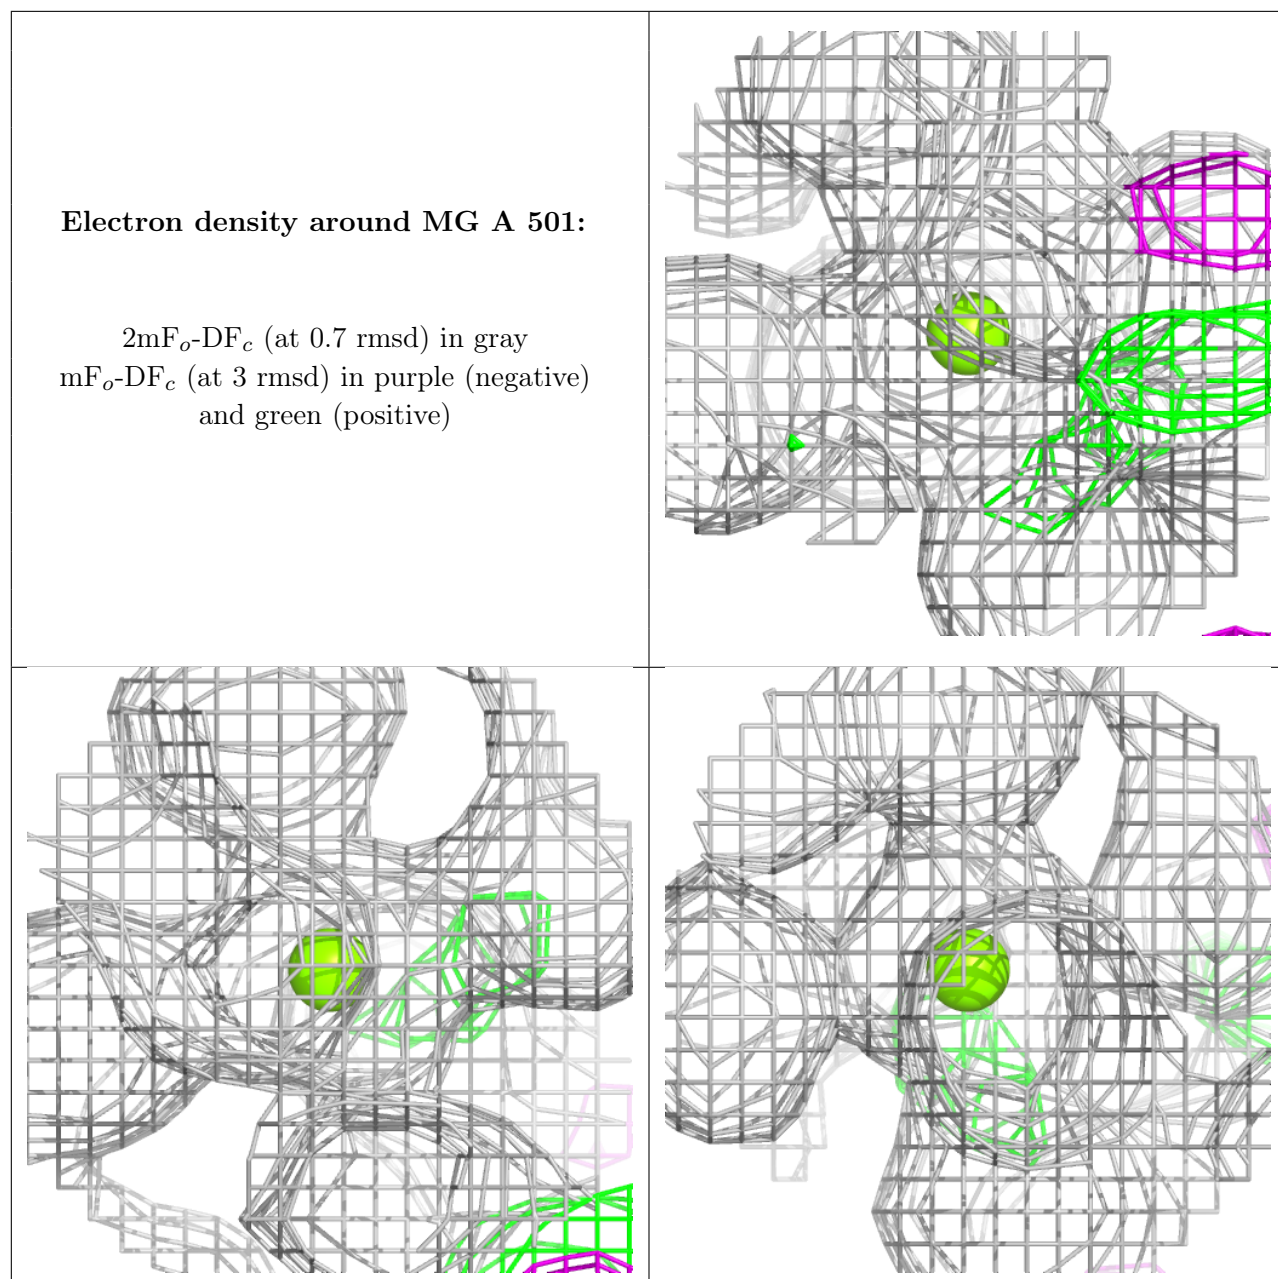 Electron density around MG A 501:
2mFo-DFc (at 0.7 rmsd) in gray
mFo-DFc (at 3 rmsd) in purple (negative)
and green (positive)